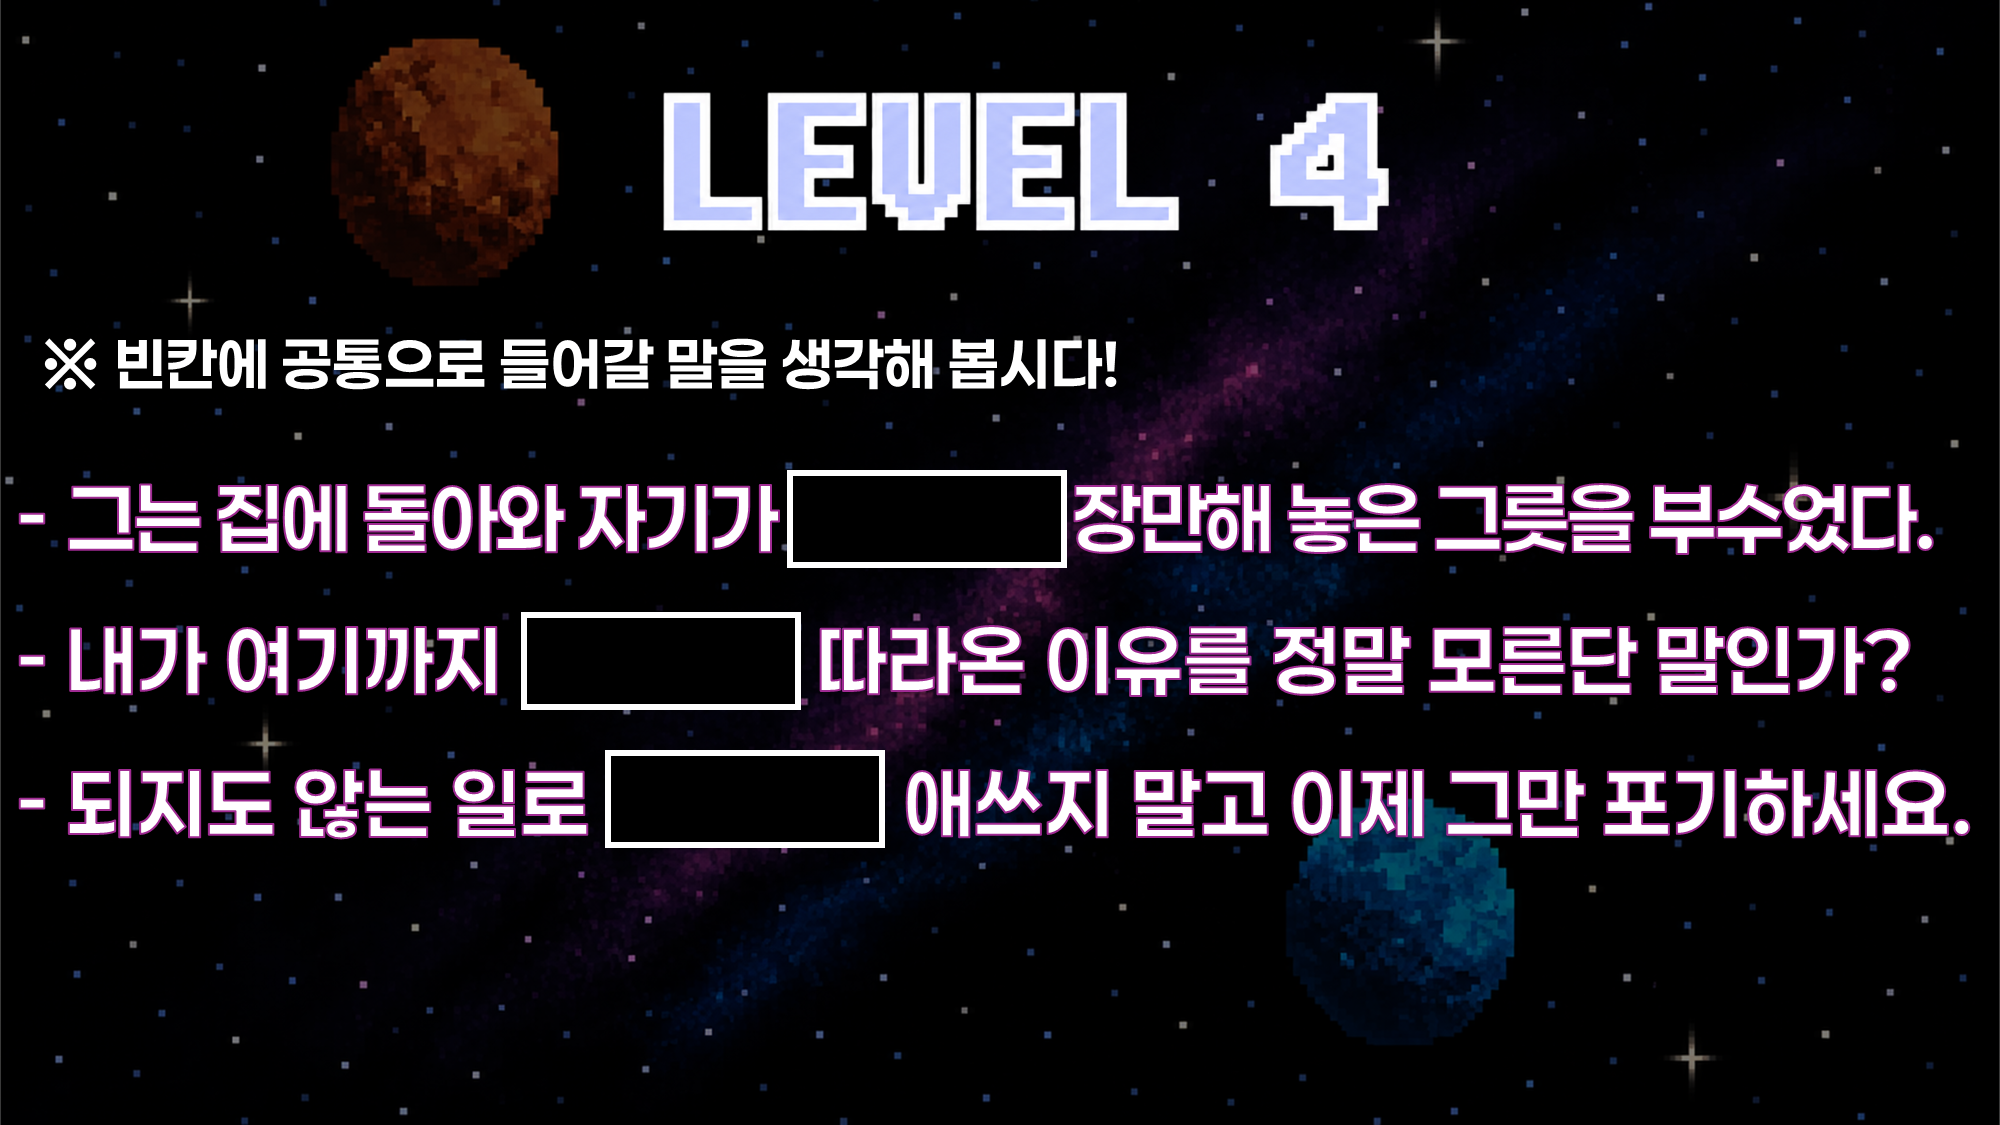 LEVEL 4
※ 빈칸에 공통으로 들어갈 말을 생각해 봅시다!
- 그는 집에 돌아와 자기가 장만해 놓은 그릇을 부수었다.
- 내가 여기까지 따라온 이유를 정말 모른단 말인가?
- 되지도 않는 일로 애쓰지 말고 이제 그만 포기하세요.